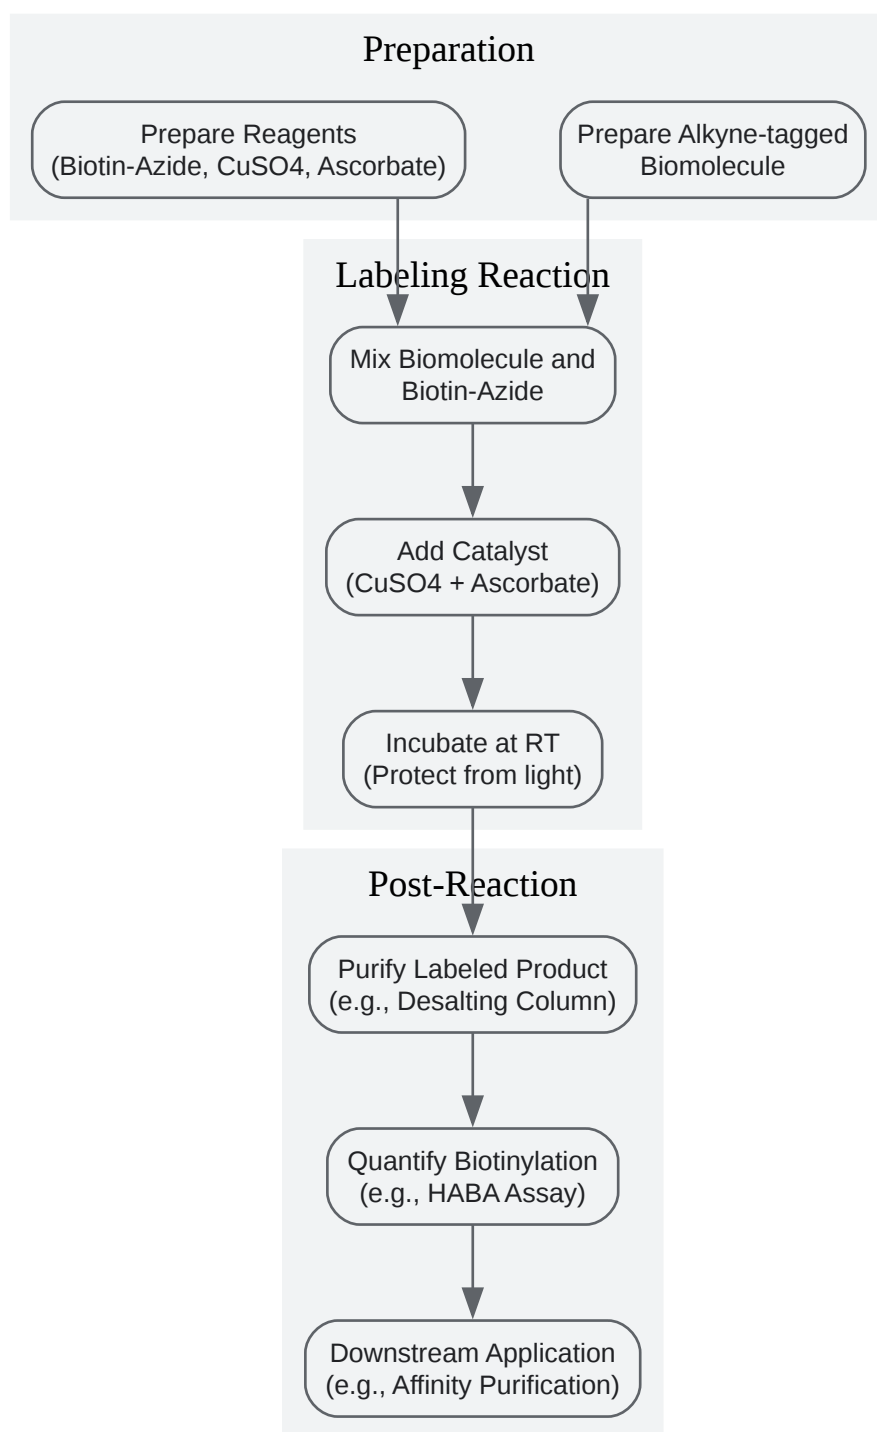 Preparation
Prepare Reagents
(Biotin-Azide, CuSO4, Ascorbate)
Prepare Alkyne-tagged
Biomolecule
Labeling Reaction
Mix Biomolecule and
Biotin-Azide
Add Catalyst
(CuSO4 + Ascorbate)
Incubate at RT
(Protect from light)
Post-Reaction
Purify Labeled Product
(e.g., Desalting Column)
Quantify Biotinylation
(e.g., HABA Assay)
Downstream Application
(e.g., Affinity Purification)